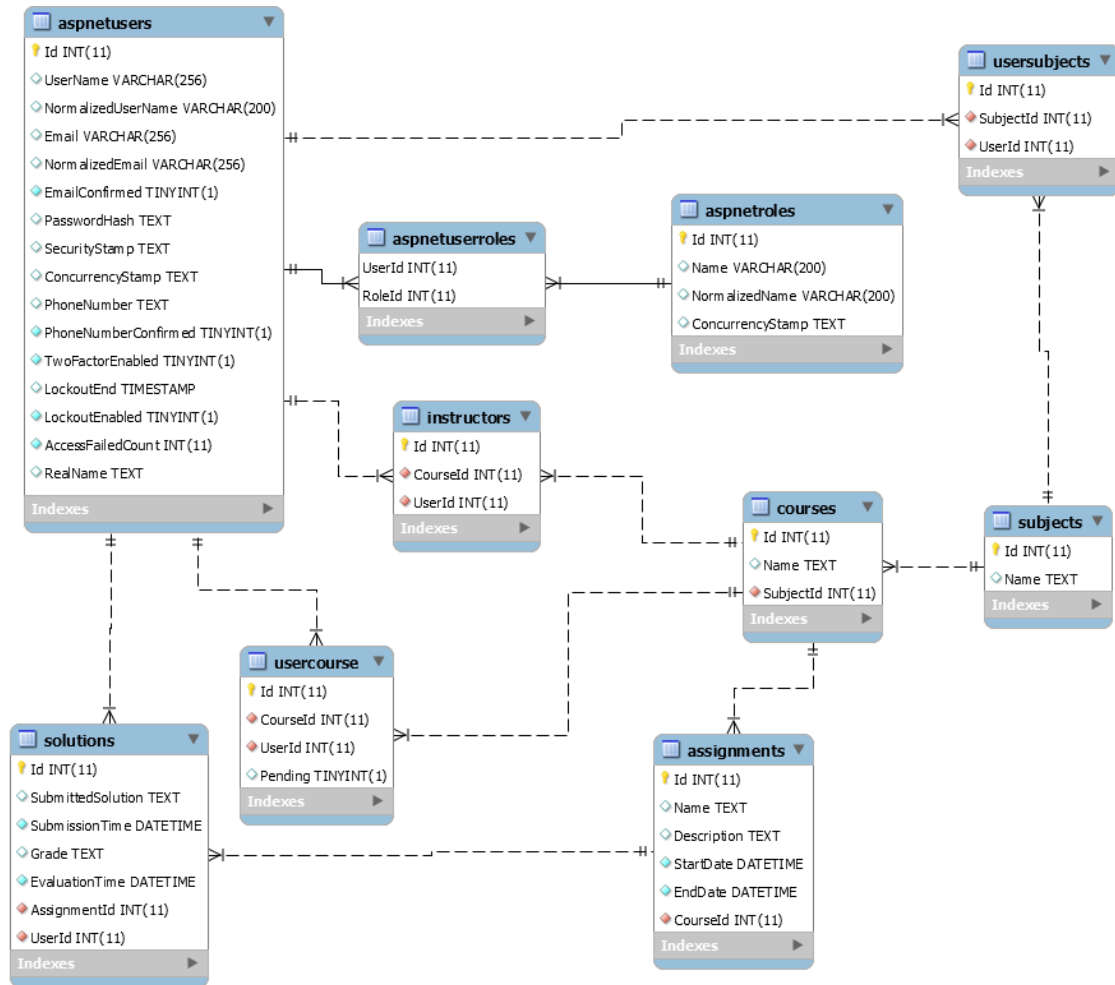 aspnetusers
Id INT(11)
UserName VARCHAR(256)
NormalizedUserName VARCHAR(200)
Email VARCHAR(256)
NormalizedEmail VARCHAR(256)
EmailConfirmed TINYINT(1)
PasswordHash TEXT
SecurityStamp TEXT
ConcurrencyStamp TEXT
PhoneNumber TEXT
PhoneNumberConfirmed TINYINT(1)
TwoFactorEnabled TINYINT(1)
LockoutEnd TIMESTAMP
LockoutEnabled TINYINT(1)
AccessFailedCount INT(11)
RealName TEXT
Indexes
usersubjects
Id INT(11)
SubjectId INT(11)
UserId INT(11)
Indexes
aspnetuserroles
UserId INT(11)
RoleId INT(11)
Indexes
aspnetroles
Id INT(11)
Name VARCHAR(200)
NormalizedName VARCHAR(200)
ConcurrencyStamp TEXT
Indexes
instructors
Id INT(11)
CourseId INT(11)
UserId INT(11)
Indexes
courses
Id INT(11)
Name TEXT
SubjectId INT(11)
Indexes
subjects
Id INT(11)
Name TEXT
Indexes
usercourse
Id INT(11)
CourseId INT(11)
UserId INT(11)
Pending TINYINT(1)
Indexes
solutions
Id INT(11)
SubmittedSolution TEXT
SubmissionTime DATETIME
Grade TEXT
EvaluationTime DATETIME
AssignmentId INT(11)
UserId INT(11)
Indexes
assignments
Id INT(11)
Name TEXT
Description TEXT
StartDate DATETIME
EndDate DATETIME
CourseId INT(11)
Indexes